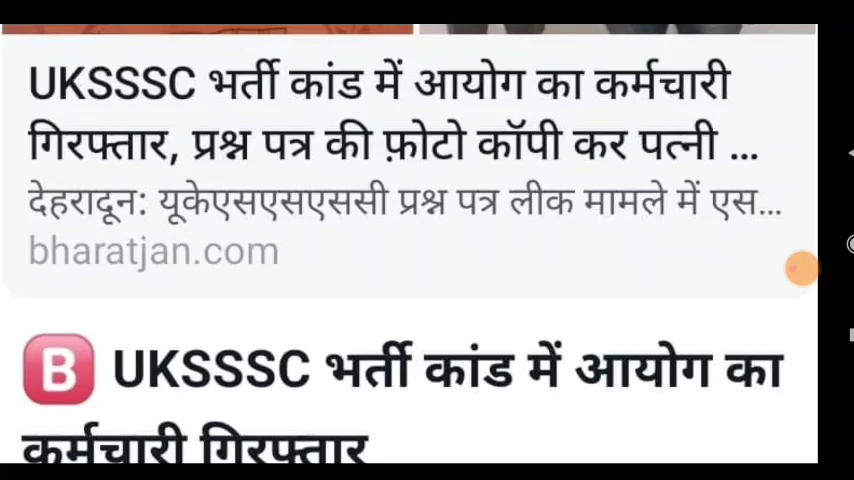 UKSSSC भर्ती कांड में आयोग का कर्मचारी
गिरफ्तार, प्रश्न पत्र की फ़ोटो कॉपी कर पत्नी ...
देहरादून: यूकेएसएसएससी प्रश्न पत्र लीक मामले में एस...
bharatjan.com
B UKSSSC भर्ती कांड में आयोग का
कर्मचारी गिरफ्तार